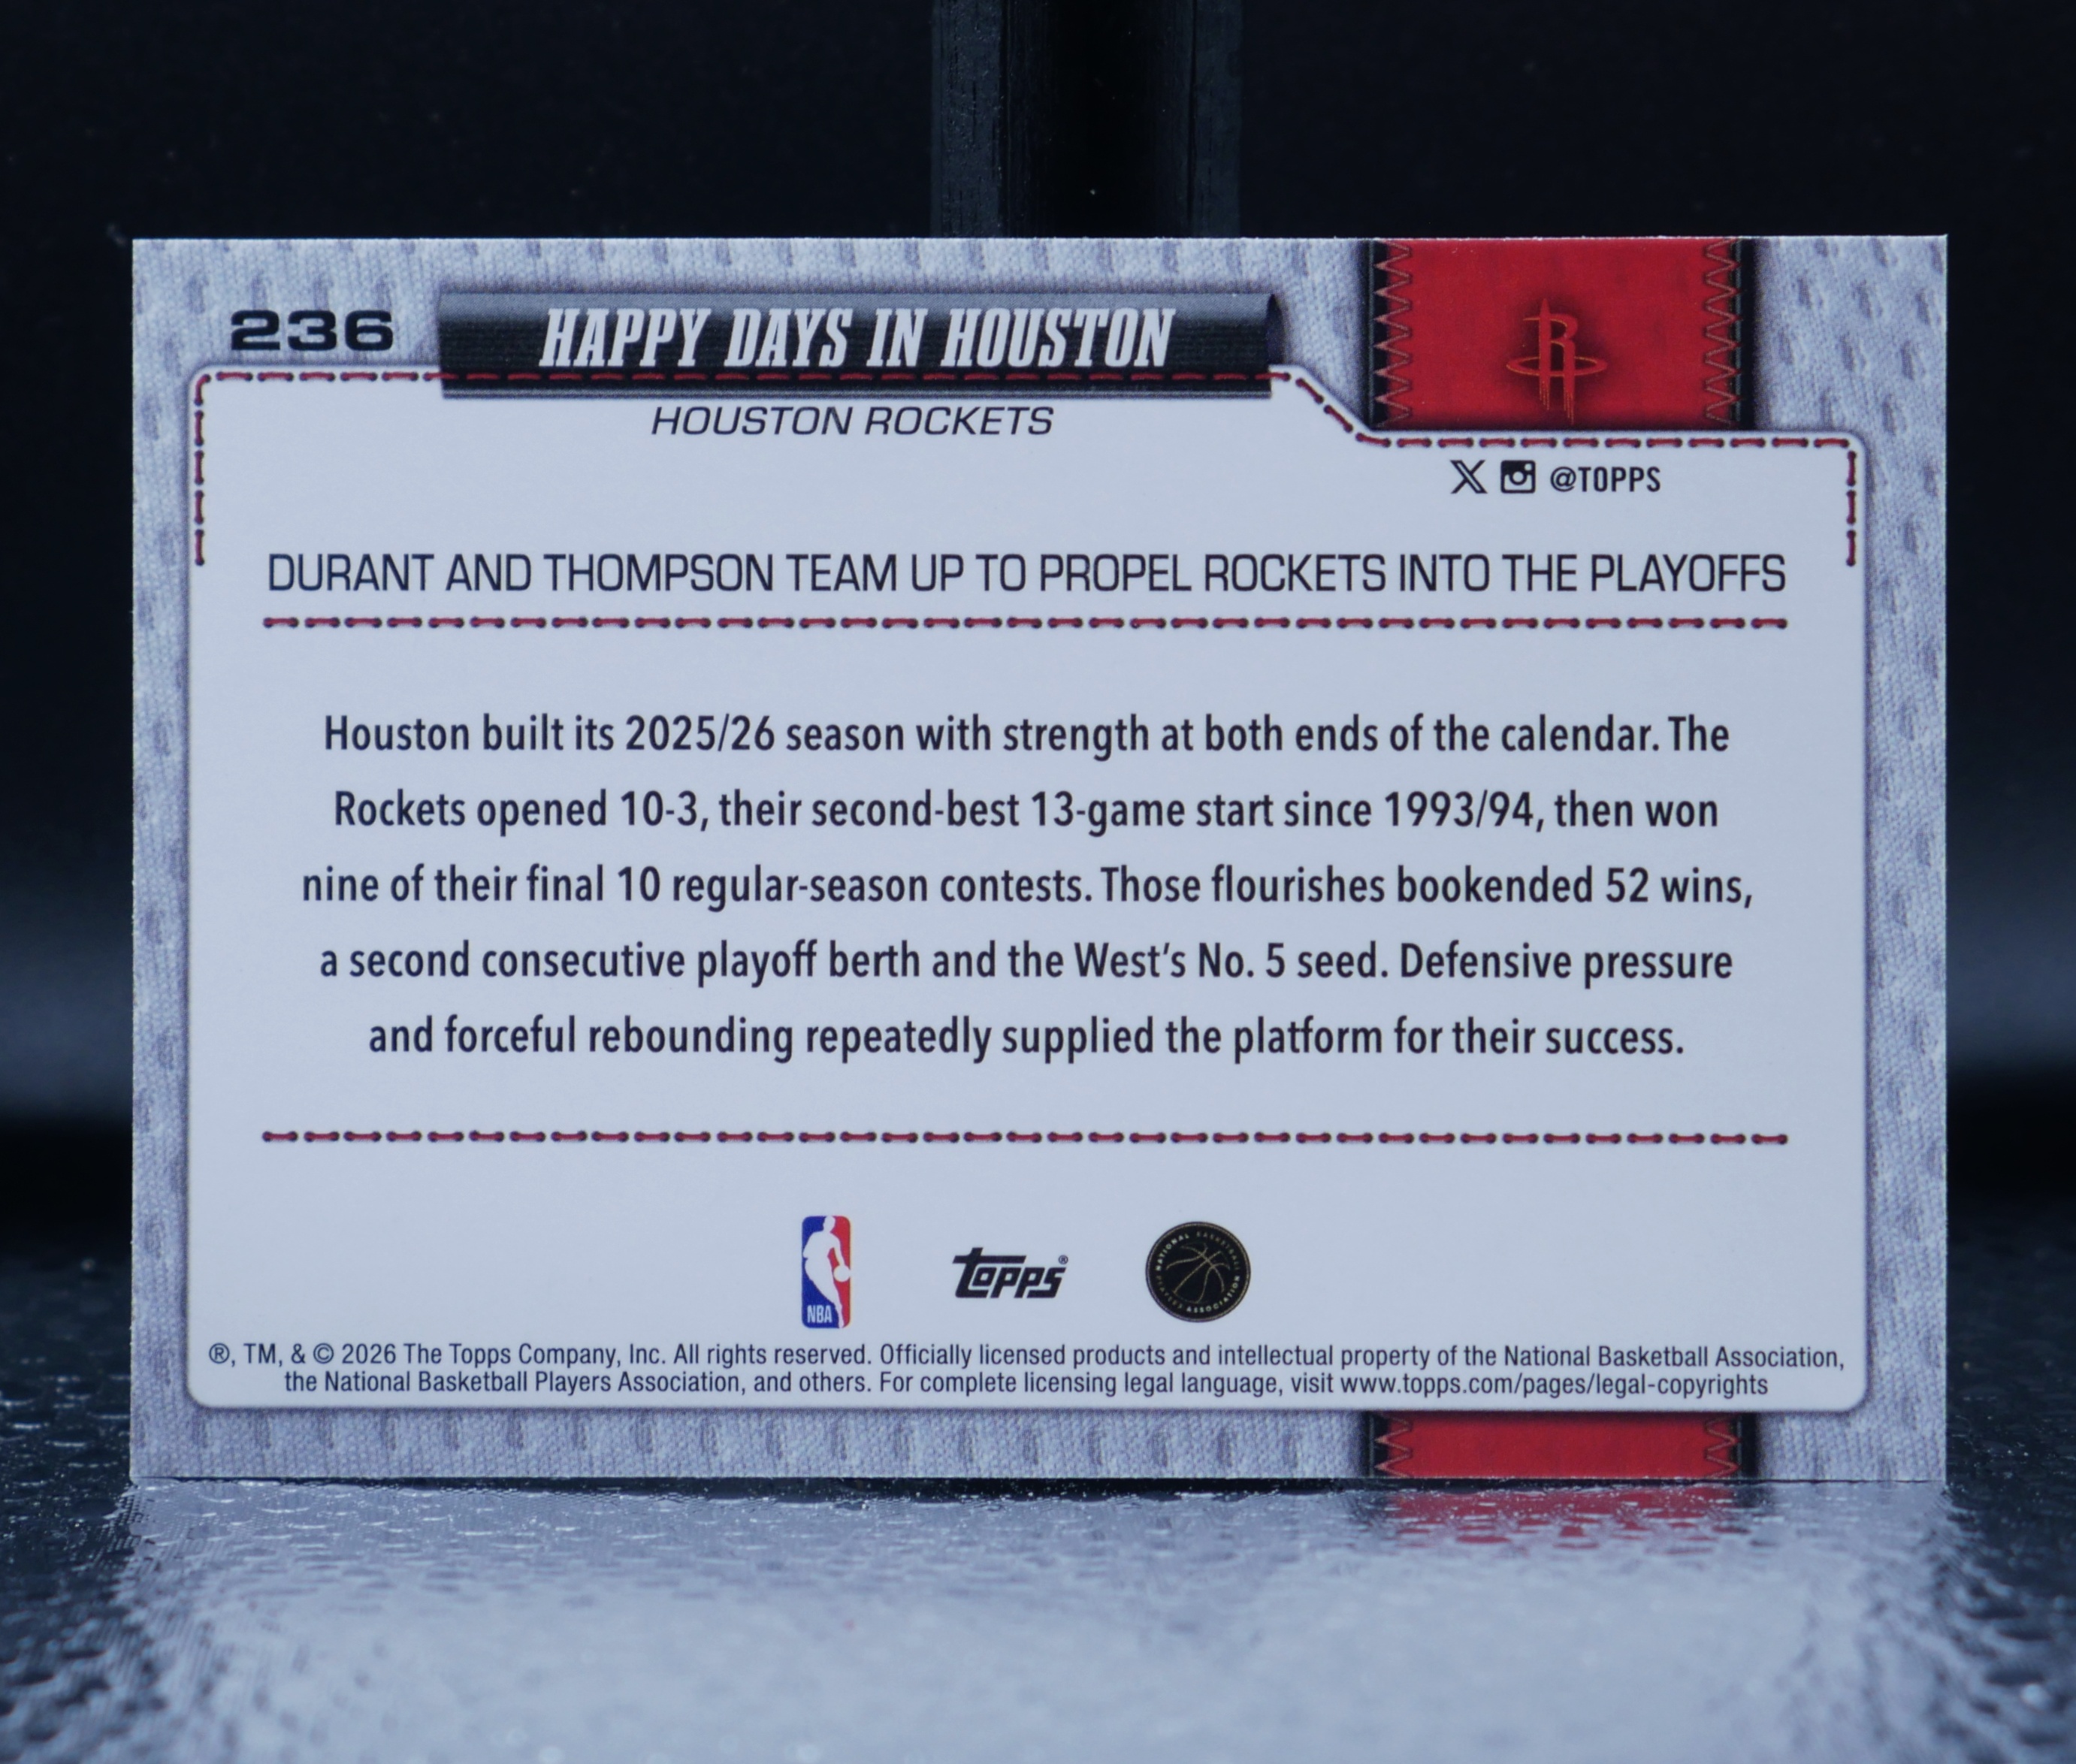 236
HAPPY DAYS IN HOUSTON
HOUSTON ROCKETS
R
X @TOPPS
DURANT AND THOMPSON TEAM UP TO PROPEL ROCKETS INTO THE PLAYOFFS
Houston built its 2025/26 season with strength at both ends of the calendar. The
Rockets opened 10-3, their second-best 13-game start since 1993/94, then won
nine of their final 10 regular-season contests. Those flourishes bookended 52 wins,
a second consecutive playoff berth and the West's No. 5 seed. Defensive pressure
and forceful rebounding repeatedly supplied the platform for their success.
NBA
topps®
NATIONAL BASKETBALL PLAYERS ASSOCIATION
®, TM, & © 2026 The Topps Company, Inc. All rights reserved. Officially licensed products and intellectual property of the National Basketball Association,
the National Basketball Players Association, and others. For complete licensing legal language, visit www.topps.com/pages/legal-copyrights